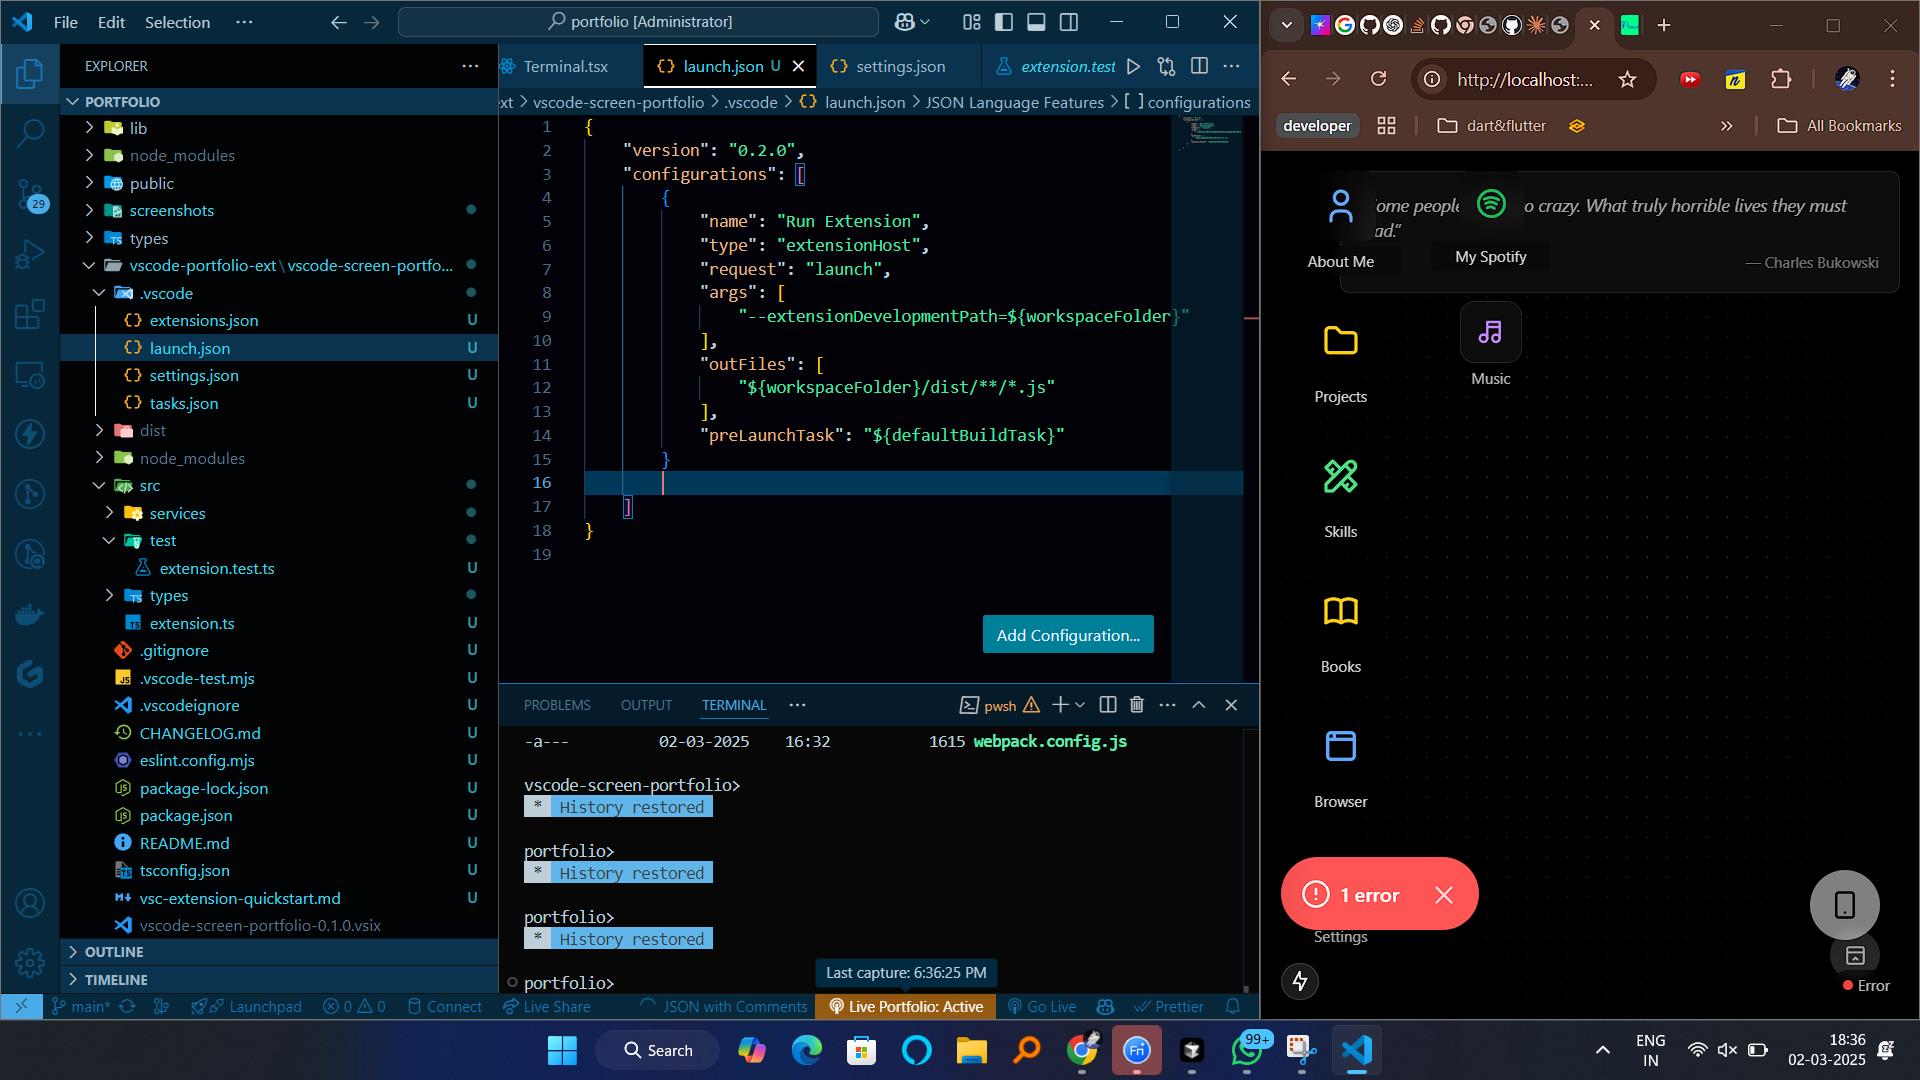 File Edit Selection ···
portfolio [Administrator]
EXPLORER
PORTFOLIO
lib
node_modules
public
screenshots
types
vscode-portfolio-ext\vscode-screen-portfo...
.vscode
extensions.json U
launch.json U
settings.json U
tasks.json U
dist
node_modules
src
services
test
extension.test.ts U
types
extension.ts U
.gitignore U
.vscode-test.mjs U
.vscodeignore U
CHANGELOG.md U
eslint.config.mjs U
package-lock.json U
package.json U
README.md U
tsconfig.json U
vsc-extension-quickstart.md U
vscode-screen-portfolio-0.1.0.vsix
OUTLINE
TIMELINE
29
Terminal.tsx launch.json U settings.json extension.test
ext > vscode-screen-portfolio > .vscode > {} launch.json > JSON Language Features > [ ] configurations
1 {
2 "version": "0.2.0",
3 "configurations": [
4 {
5 "name": "Run Extension",
6 "type": "extensionHost",
7 "request": "launch",
8 "args": [
9 "--extensionDevelopmentPath=${workspaceFolder}"
10 ],
11 "outFiles": [
12 "${workspaceFolder}/dist/**/*.js"
13 ],
14 "preLaunchTask": "${defaultBuildTask}"
15 }
16
17 ]
18 }
19
Add Configuration...
PROBLEMS OUTPUT TERMINAL ··· pwsh
-a--- 02-03-2025 16:32 1615 webpack.config.js
vscode-screen-portfolio>
* History restored
portfolio>
* History restored
portfolio>
* History restored
portfolio>
Last capture: 6:36:25 PM
main* Launchpad 0 0 Connect Live Share JSON with Comments Live Portfolio: Active Go Live Prettier
http://localhost:...
developer dart&flutter » All Bookmarks
ome people o crazy. What truly horrible lives they must
ad.”
— Charles Bukowski
About Me
My Spotify
Projects
Music
Skills
Books
Browser
1 error
Settings
Error
Search
Fn
99+
ENG
IN
18:36
02-03-2025